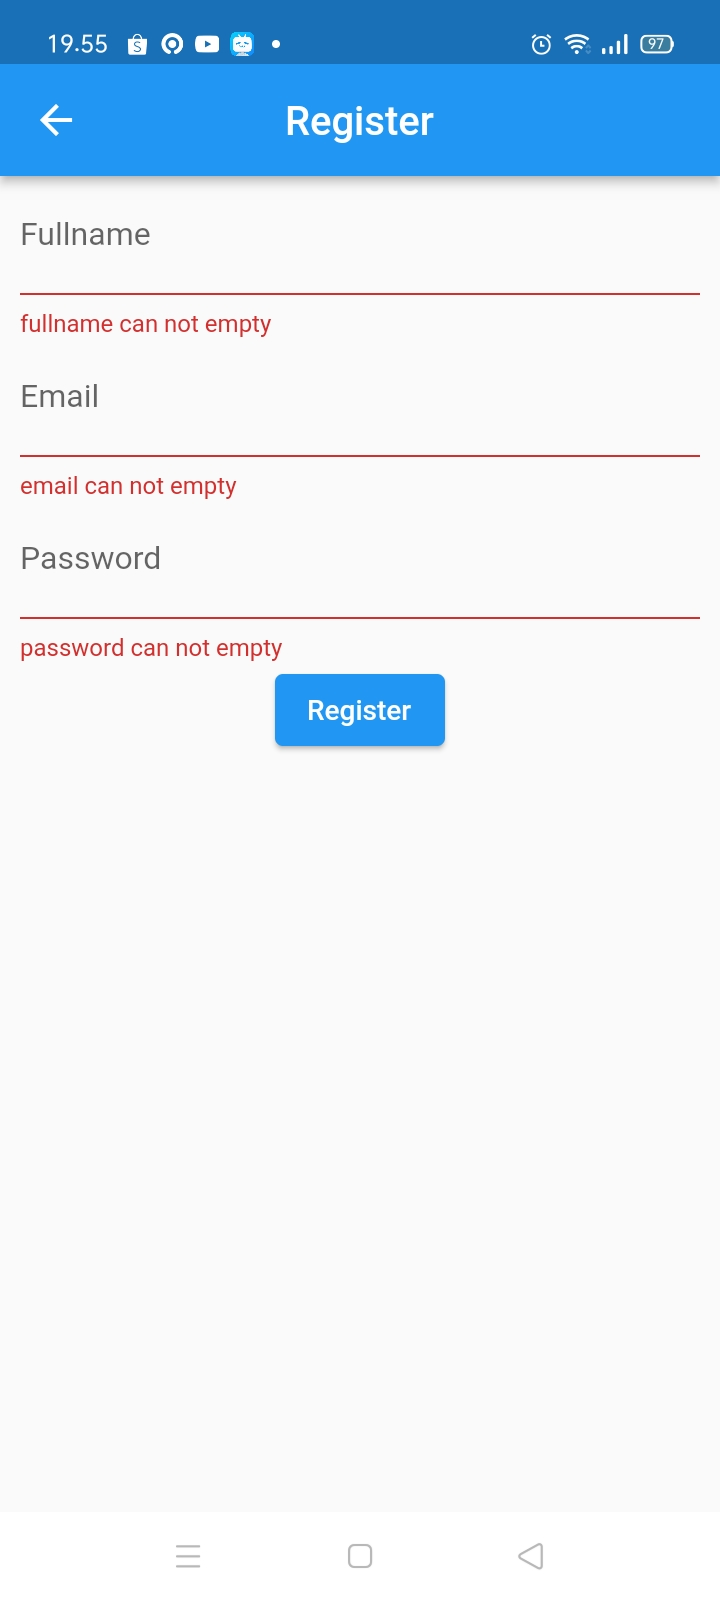 19.55
97
Register
Fullname
fullname can not empty
Email
email can not empty
Password
password can not empty
Register